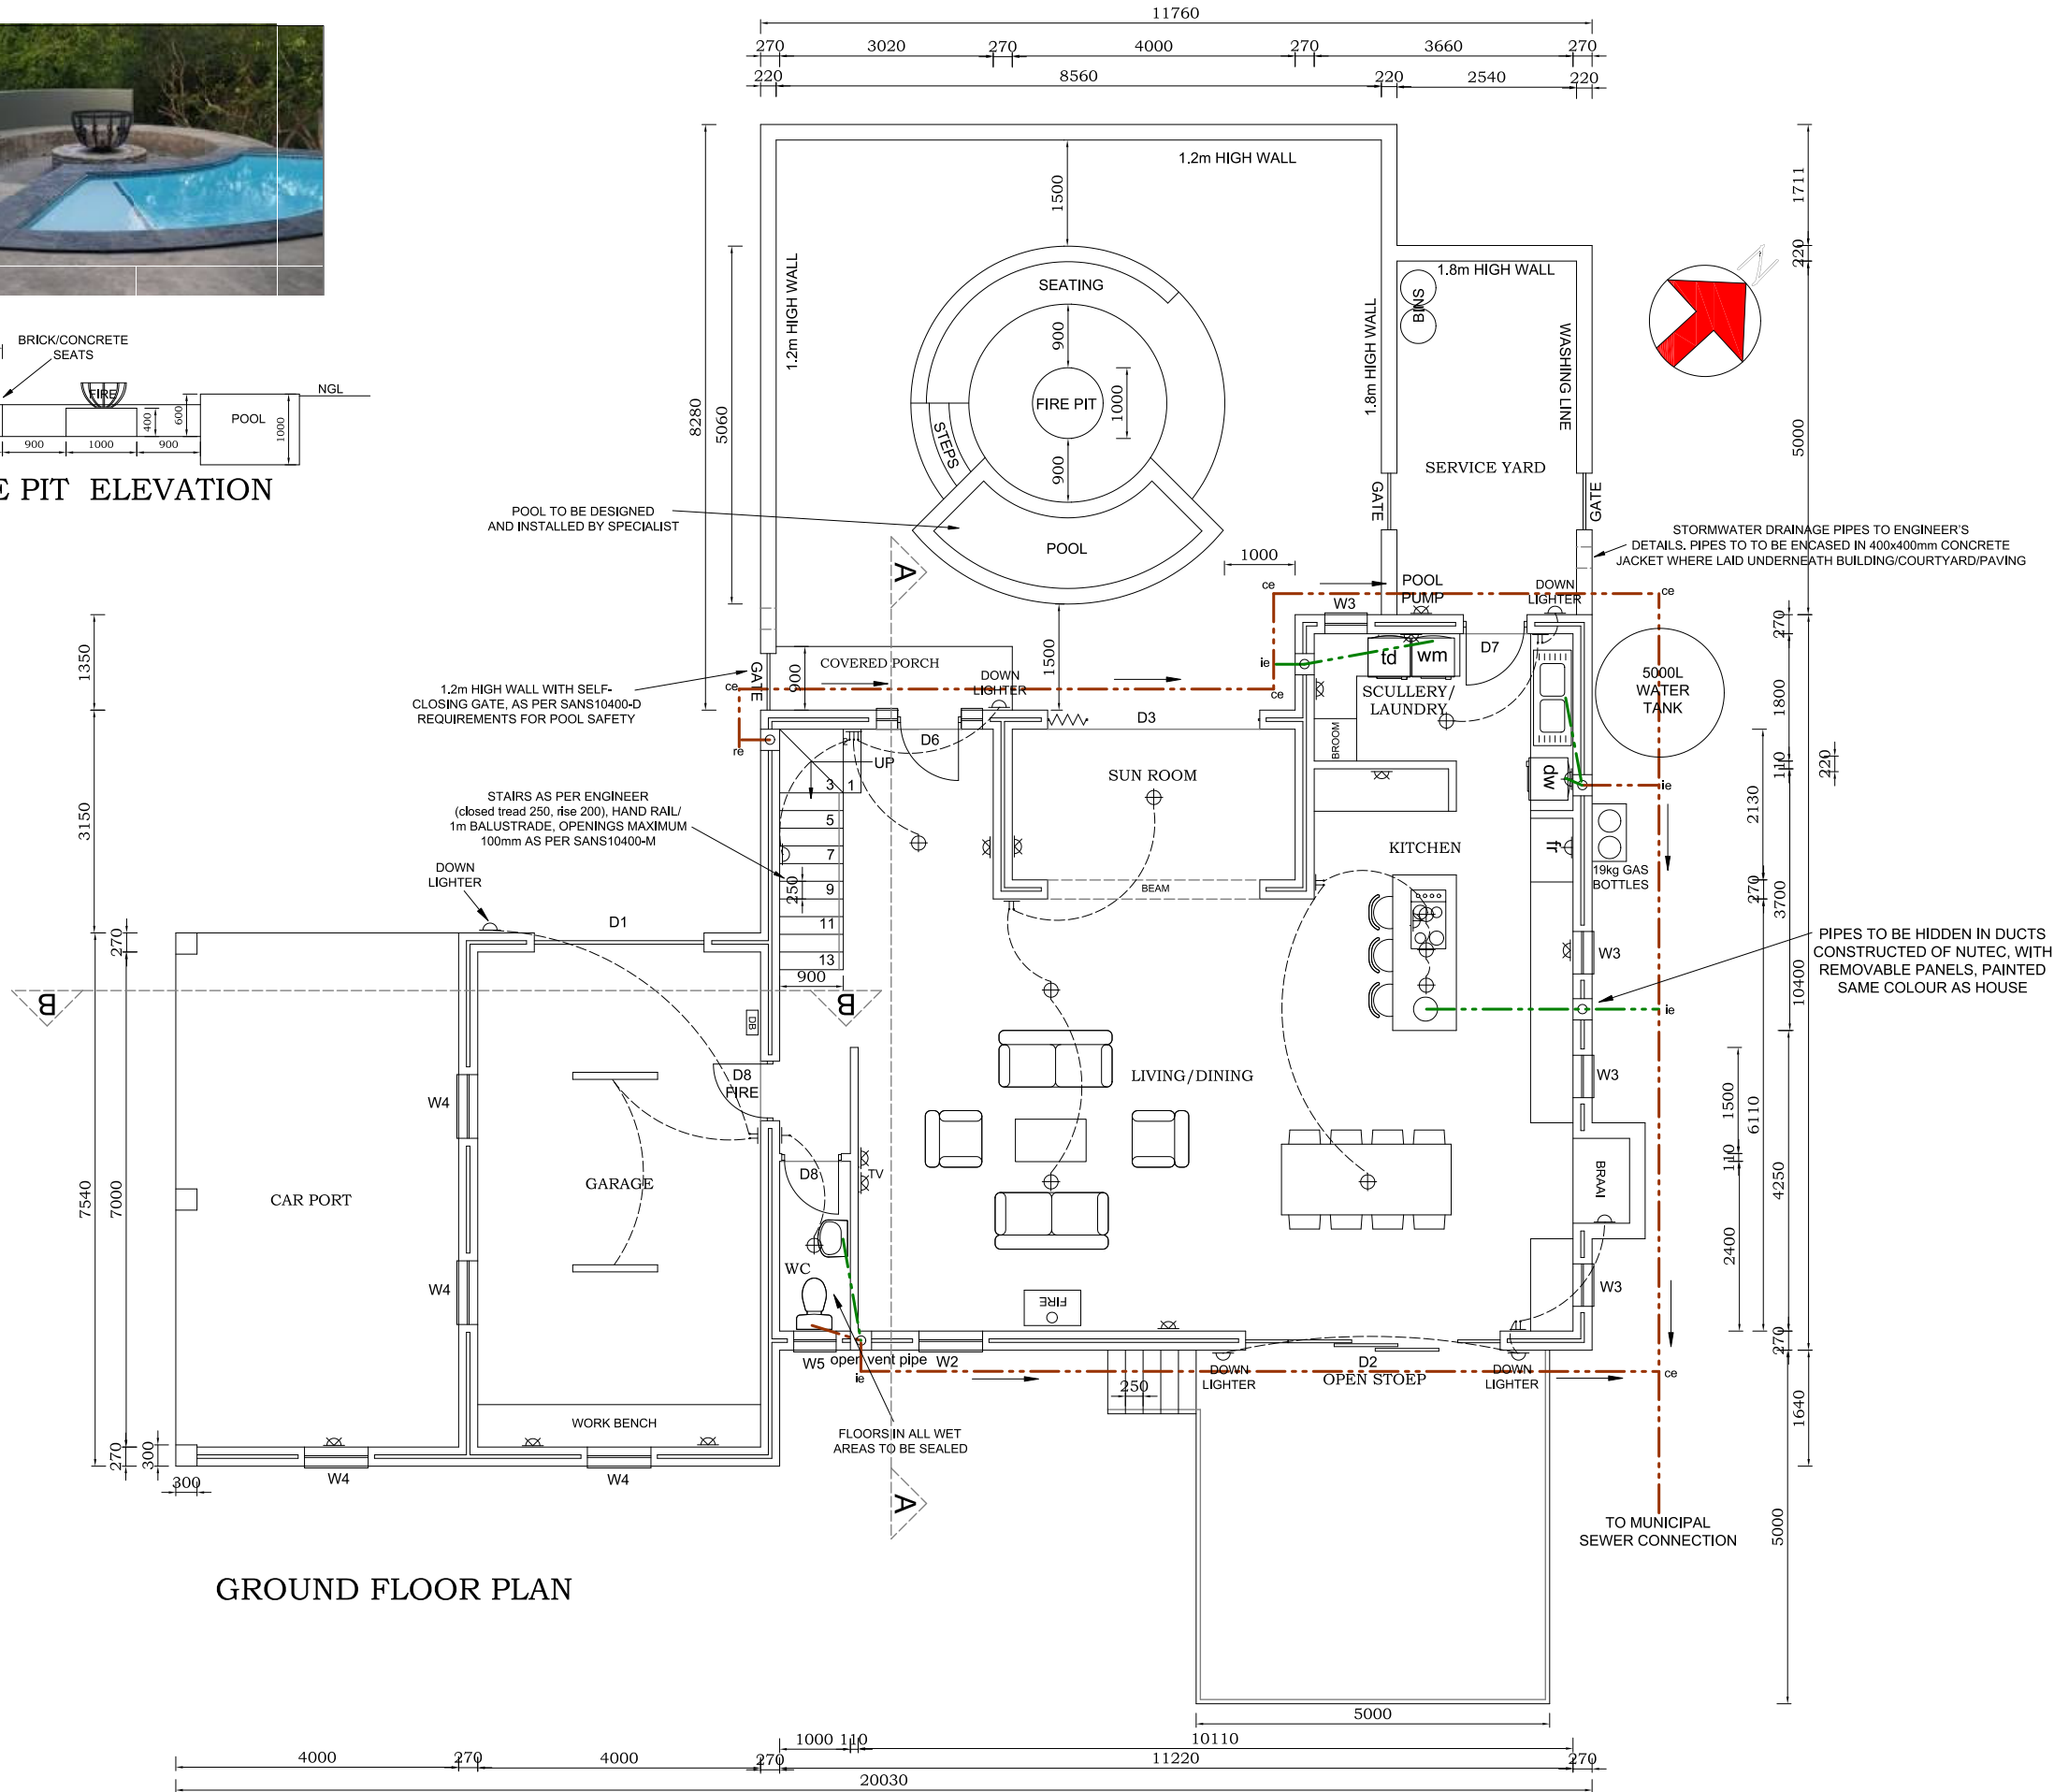 11760
270 3020 270 4000 270 3660 270
220 8560 220 2540 220
1.2m HIGH WALL
1500
1711
220
1.8m HIGH WALL
N
1.2m HIGH WALL
SEATING
BINS
1.8m HIGH WALL
WASHING LINE
900
BRICK/CONCRETE
SEATS
FIRE
NGL
POOL
400
600
1000
900 1000 900
E PIT ELEVATION
8280
5060
FIRE PIT
1000
5000
STEPS
900
SERVICE YARD
GATE
GATE
POOL TO BE DESIGNED
AND INSTALLED BY SPECIALIST
POOL
STORMWATER DRAINAGE PIPES TO ENGINEER'S
DETAILS. PIPES TO TO BE ENCASED IN 400x400mm CONCRETE
JACKET WHERE LAID UNDERNEATH BUILDING/COURTYARD/PAVING
A
1000
ce
POOL
PUMP
DOWN
LIGHTER
ce
W3
270
1350
COVERED PORCH
1500
ie
td
wm
D7
5000L
WATER
TANK
1.2m HIGH WALL WITH SELF-
CLOSING GATE, AS PER SANS10400-D
REQUIREMENTS FOR POOL SAFETY
GATE
900
ce
DOWN
LIGHTER
ce
SCULLERY/
LAUNDRY
1800
D3
re
D6
BROOM
2
UP
3 1
SUN ROOM
dw
ie
110
220
STAIRS AS PER ENGINEER
(closed tread 250, rise 200), HAND RAIL/
1m BALUSTRADE, OPENINGS MAXIMUM
100mm AS PER SANS10400-M
3150
5
7
9
11
13
250
900
2130
KITCHEN
fr
19kg GAS
BOTTLES
BEAM
270
3700
DOWN
LIGHTER
D1
270
PIPES TO BE HIDDEN IN DUCTS
CONSTRUCTED OF NUTEC, WITH
REMOVABLE PANELS, PAINTED
SAME COLOUR AS HOUSE
W3
10400
B
B
DB
ie
D8
FIRE
LIVING/DINING
W3
W4
1500
6110
110
4250
2400
7540
7000
CAR PORT
GARAGE
D8
TV
BRAAI
WC
W4
FIRE
W3
W5 open vent pipe W2
ie
270
DOWN
LIGHTER
D2
OPEN STOEP
DOWN
LIGHTER
ce
250
WORK BENCH
FLOORS IN ALL WET
AREAS TO BE SEALED
1640
270
300
300
W4
W4
A
TO MUNICIPAL
SEWER CONNECTION
5000
GROUND FLOOR PLAN
5000
1000 110 10110
4000 270 4000 270 11220 270
20030